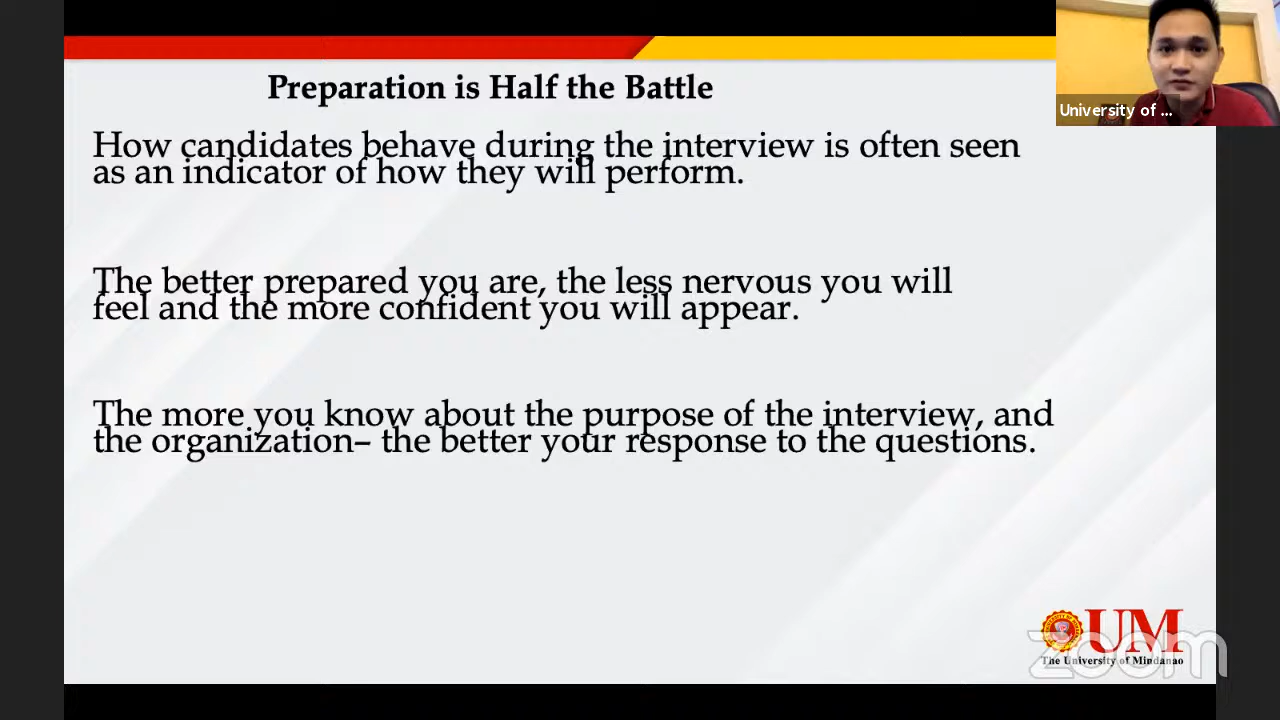 Preparation is Half the Battle
University of ...
How candidates behave during the interview is often seen
as an indicator of how they will perform.
The better prepared you are, the less nervous you will
feel and the more confident you will appear.
The more you know about the purpose of the interview, and
the organization– the better your response to the questions.
UM
The University of Mindanao
zoom